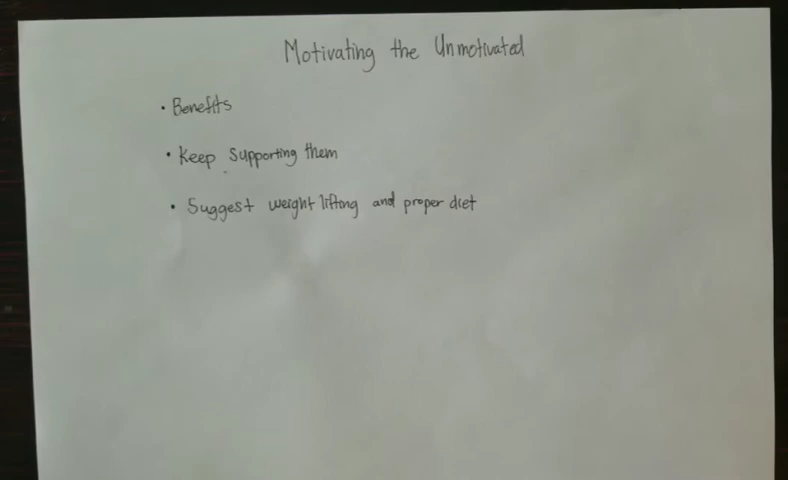 Motivating the Unmotivated
• Benefits
• Keep supporting them
• Suggest weight lifting and proper diet